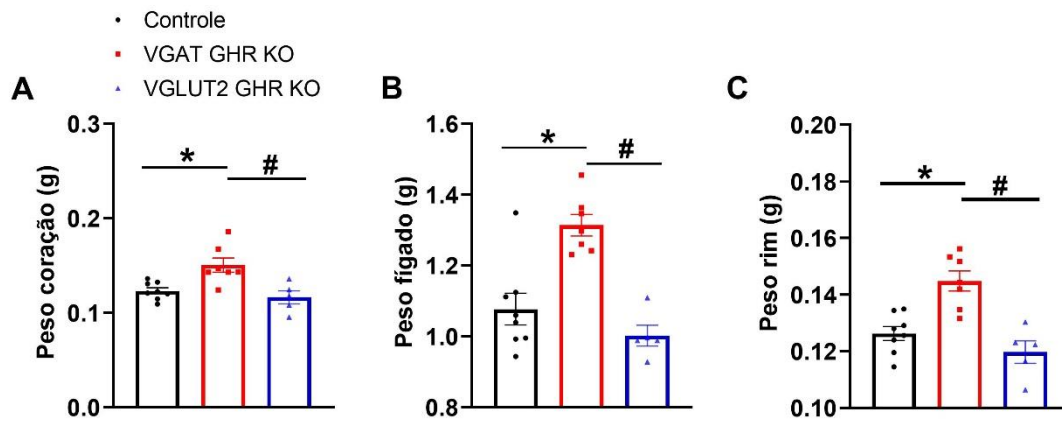 Controle
VGAT GHR KO
VGLUT2 GHR KO
A
Peso coração (g)
0.3
0.2
0.1
0.0
*
#
B
Peso fígado (g)
1.6
1.4
1.2
1.0
0.8
*
#
C
Peso rim (g)
0.20
0.18
0.16
0.14
0.12
0.10
*
#